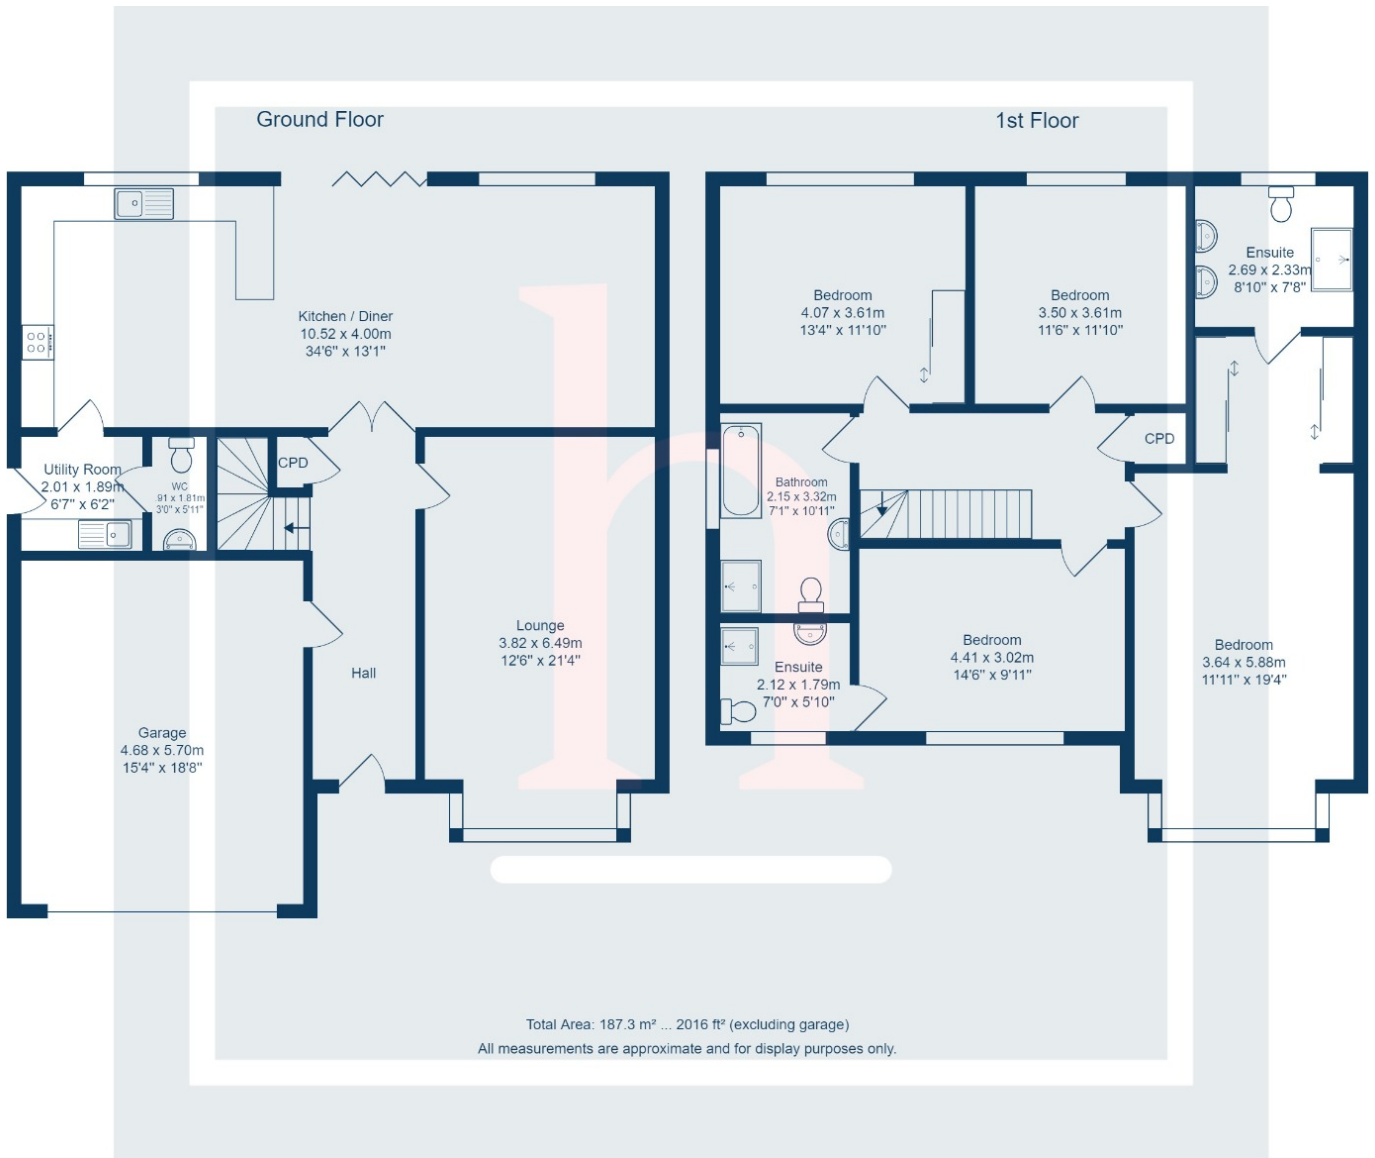 Ground Floor
1st Floor
Kitchen / Diner
10.52 x 4.00m
34'6" x 13'1"
Utility Room
2.01 x 1.89m
6'7" x 6'2"
WC
.91 x 1.81m
3'0" x 5'11"
CPD
Lounge
3.82 x 6.49m
12'6" x 21'4"
Hall
Garage
4.68 x 5.70m
15'4" x 18'8"
Bedroom
4.07 x 3.61m
13'4" x 11'10"
Bedroom
3.50 x 3.61m
11'6" x 11'10"
Ensuite
2.69 x 2.33m
8'10" x 7'8"
CPD
Bathroom
2.15 x 3.32m
7'1" x 10'11"
Ensuite
2.12 x 1.79m
7'0" x 5'10"
Bedroom
4.41 x 3.02m
14'6" x 9'11"
Bedroom
3.64 x 5.88m
11'11" x 19'4"
h
Total Area: 187.3 m² ... 2016 ft² (excluding garage)
All measurements are approximate and for display purposes only.